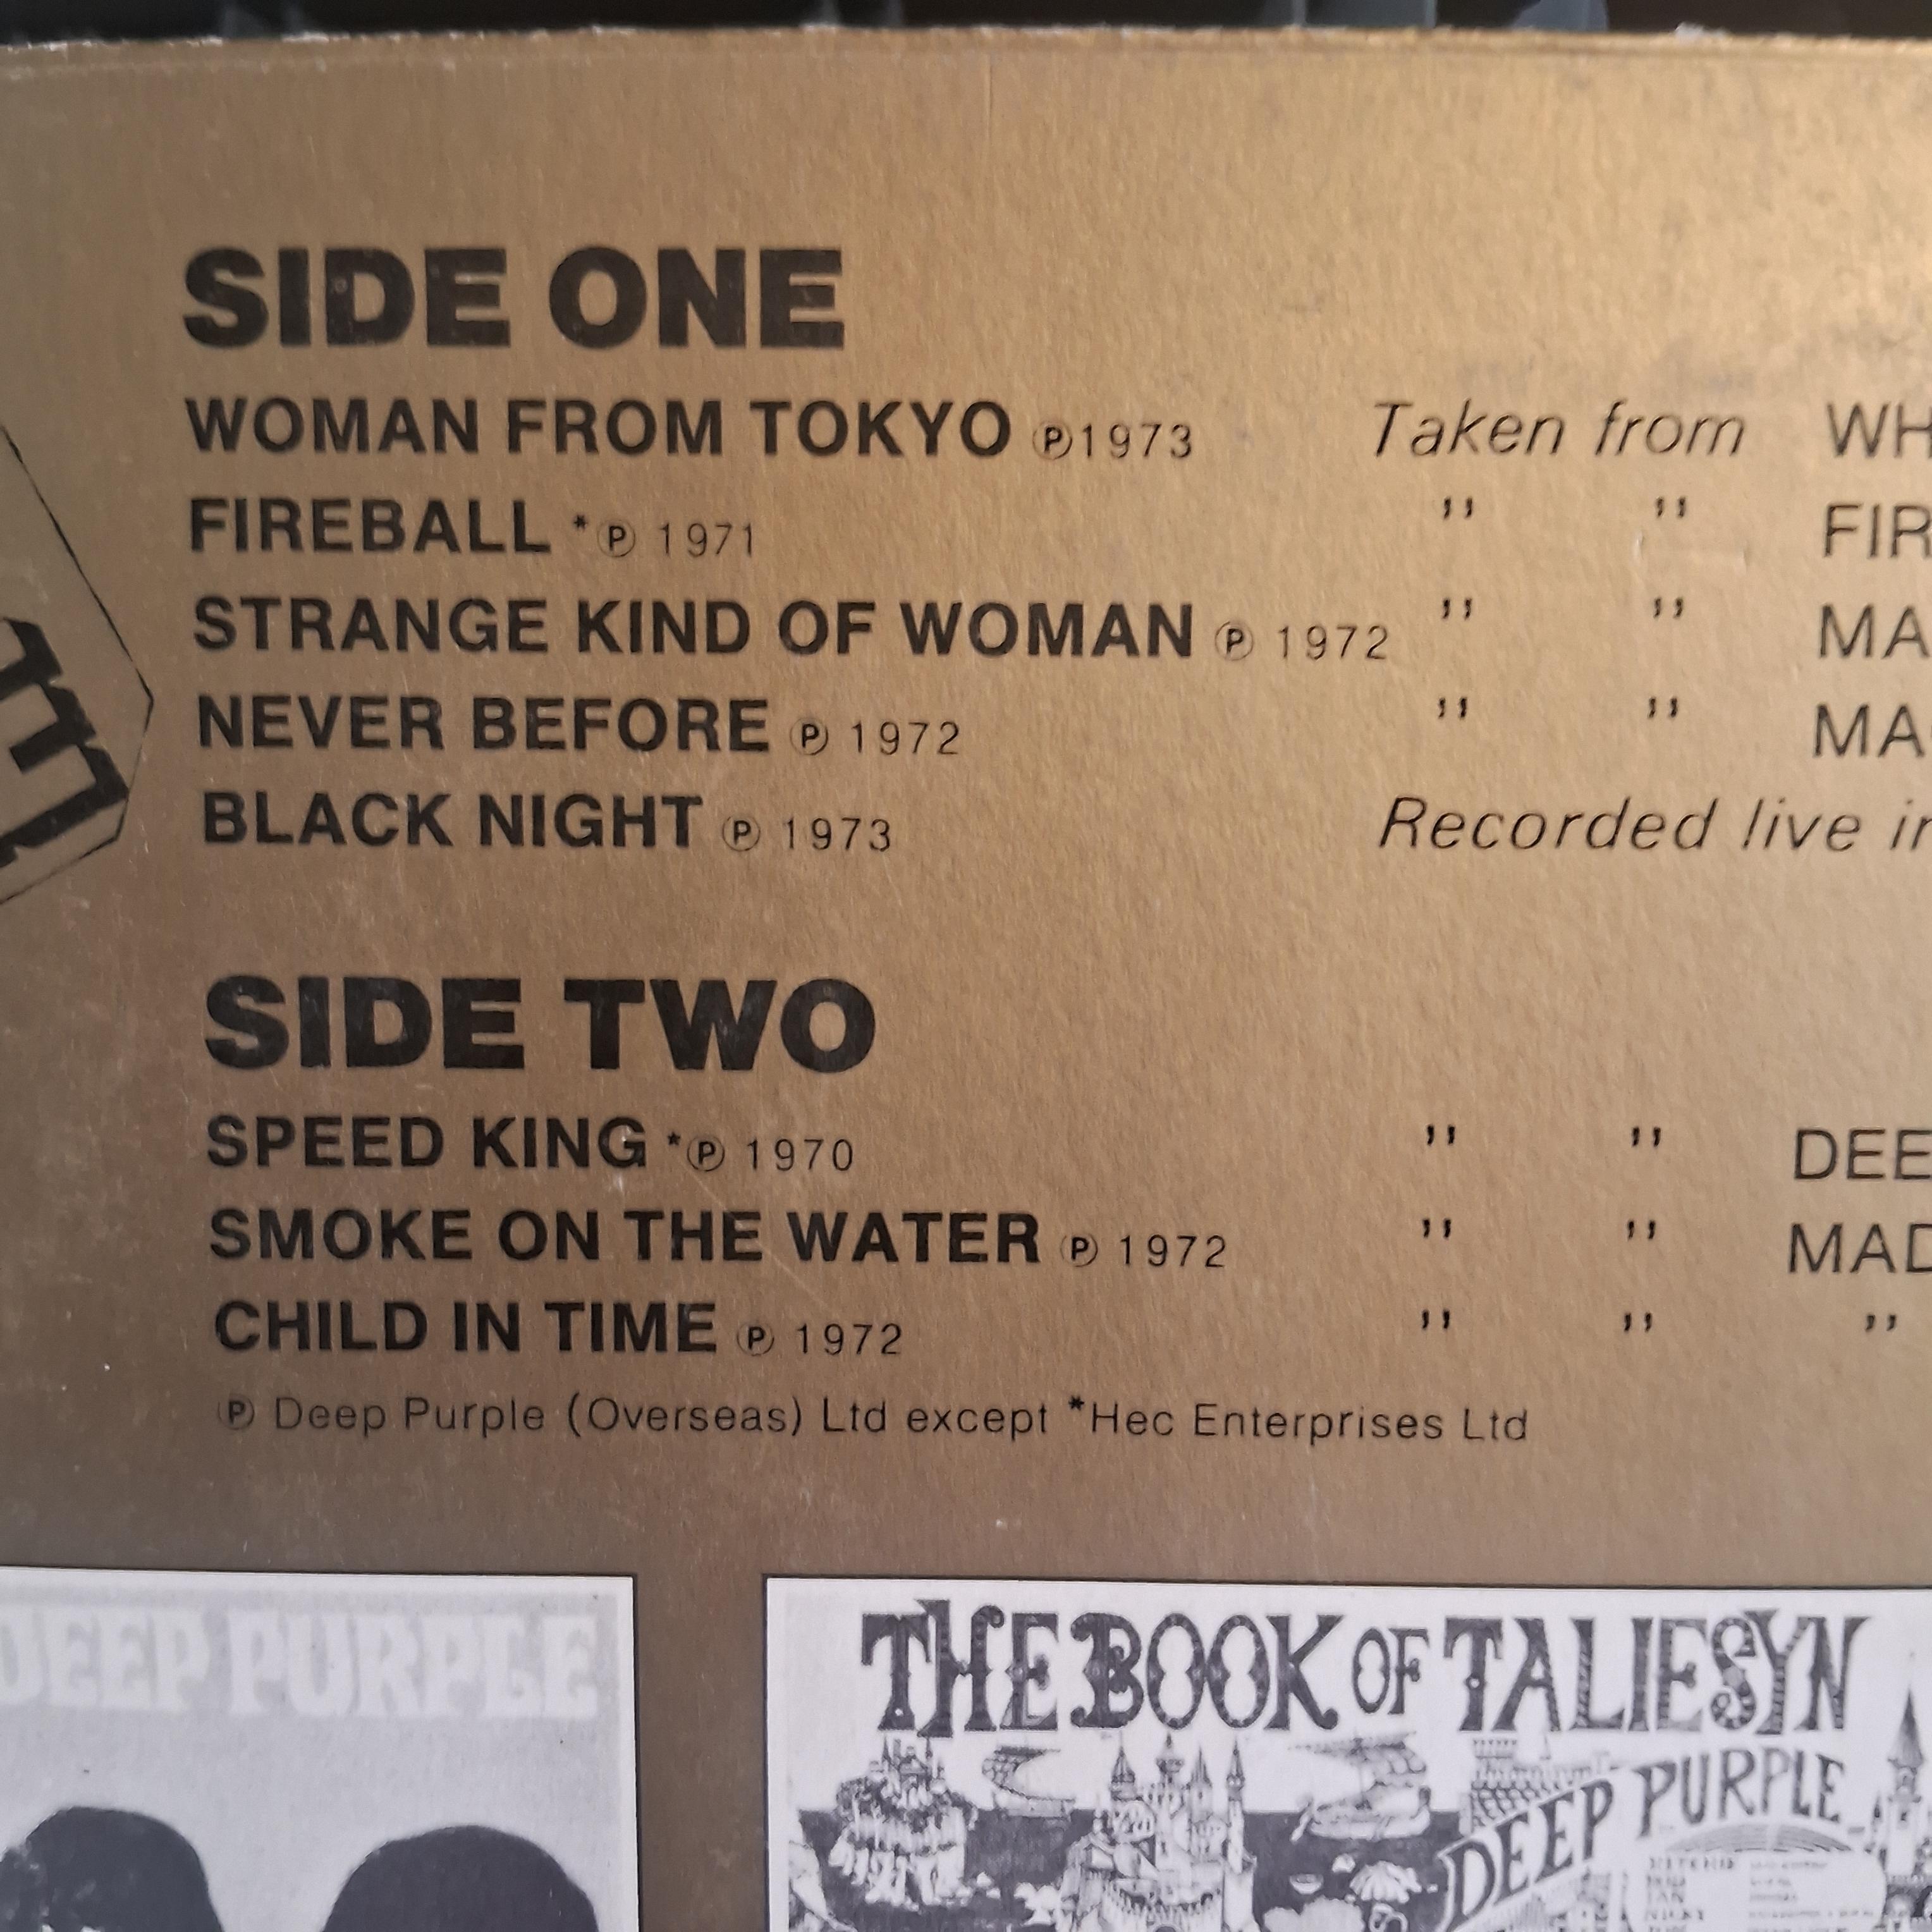 SIDE ONE
WOMAN FROM TOKYO ℗1973 Taken from WH
FIREBALL *℗ 1971 " " FIR
STRANGE KIND OF WOMAN ℗ 1972 " " MA
NEVER BEFORE ℗ 1972 " " MA
BLACK NIGHT ℗ 1973 Recorded live in
SIDE TWO
SPEED KING *℗ 1970 " " DEE
SMOKE ON THE WATER ℗ 1972 " " MAD
CHILD IN TIME ℗ 1972 " " "
℗ Deep Purple (Overseas) Ltd except *Hec Enterprises Ltd
DEEP PURPLE
THE BOOK OF TALIESYN
DEEP PURPLE